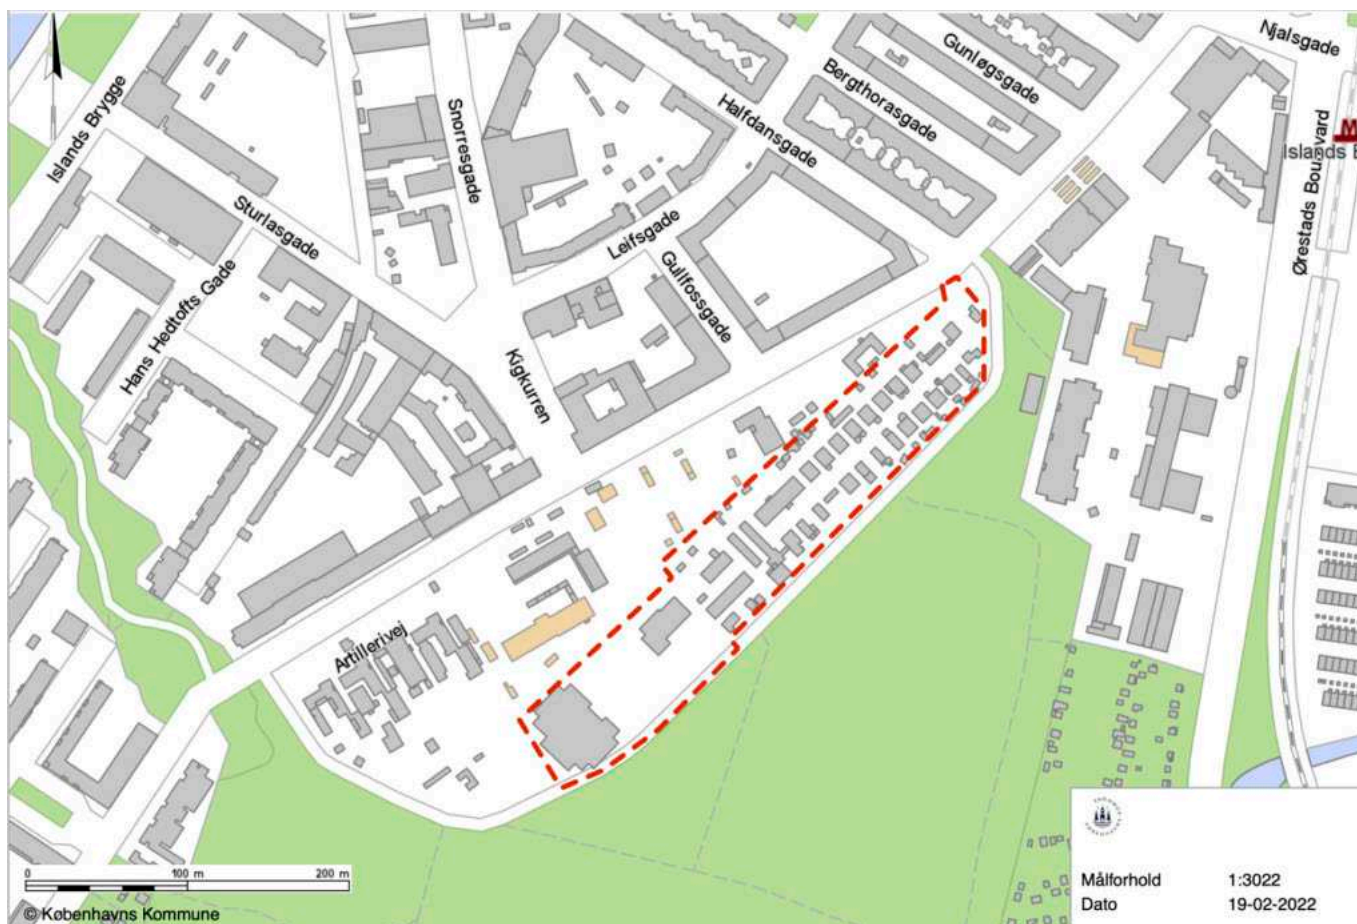 Njalsgade
Gunløgsgade
Bergthorasgade
Halfdansgade
Islands Brygge
Snorresgade
Ørestads Boulevard
M
Islands B
Sturlasgade
Leifsgade
Gullfossgade
Hans Hedtofts Gade
Kigkurren
Artillerivej
0 100 m 200 m
© Københavns Kommune
Målforhold 1:3022
Dato 19-02-2022